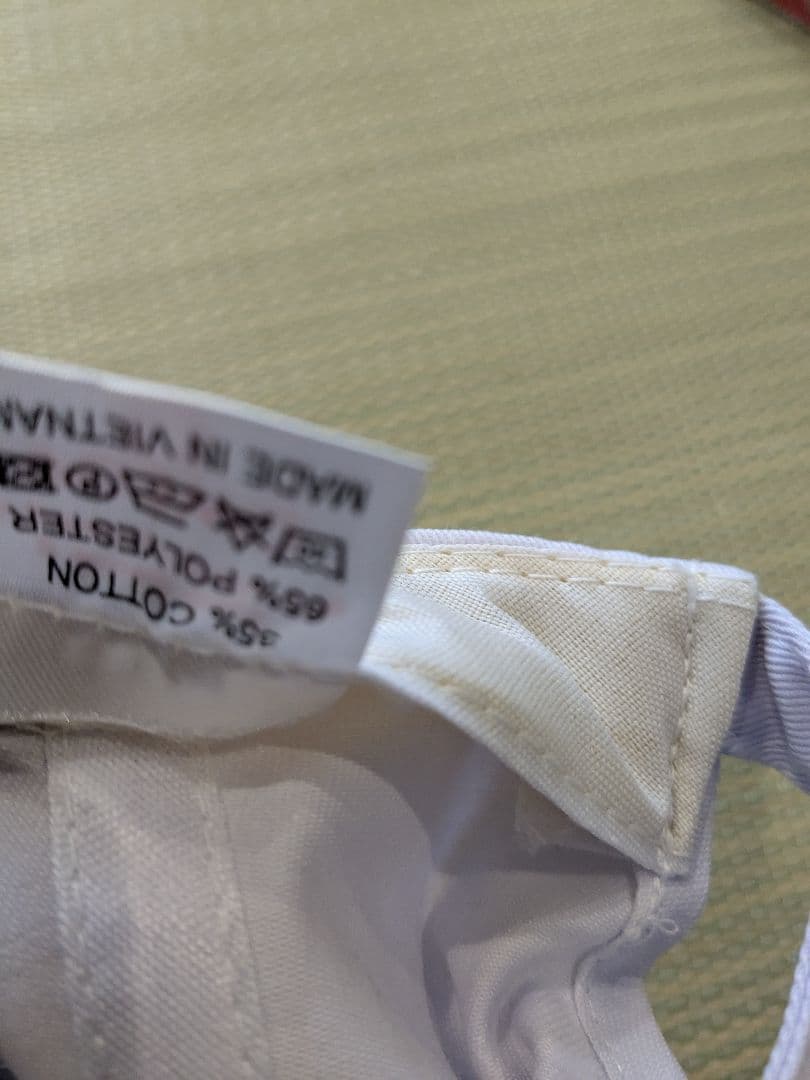 35% COTTON
65% POLYESTER
MADE IN VIETNAM